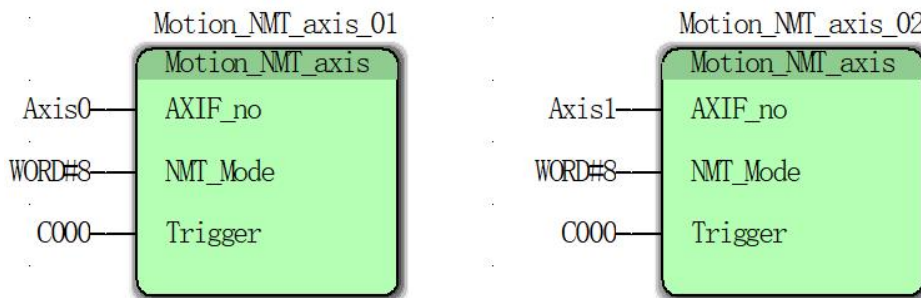 Motion_NMT_axis_01
Motion_NMT_axis
Axis0
AXIF_no
WORD#8
NMT_Mode
C000
Trigger
Motion_NMT_axis_02
Motion_NMT_axis
Axis1
AXIF_no
WORD#8
NMT_Mode
C000
Trigger